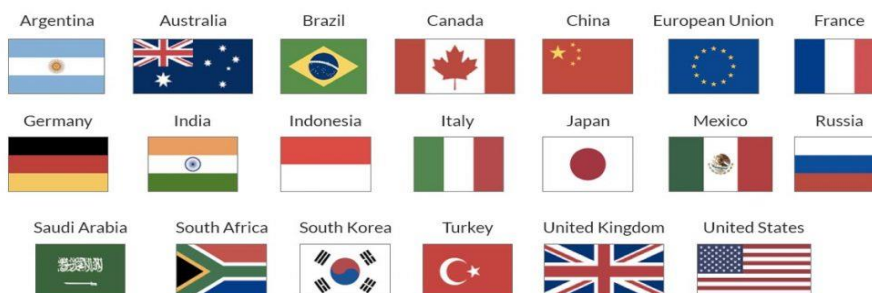 Argentina Australia Brazil Canada China European Union France
Germany India Indonesia Italy Japan Mexico Russia
Saudi Arabia South Africa South Korea Turkey United Kingdom United States